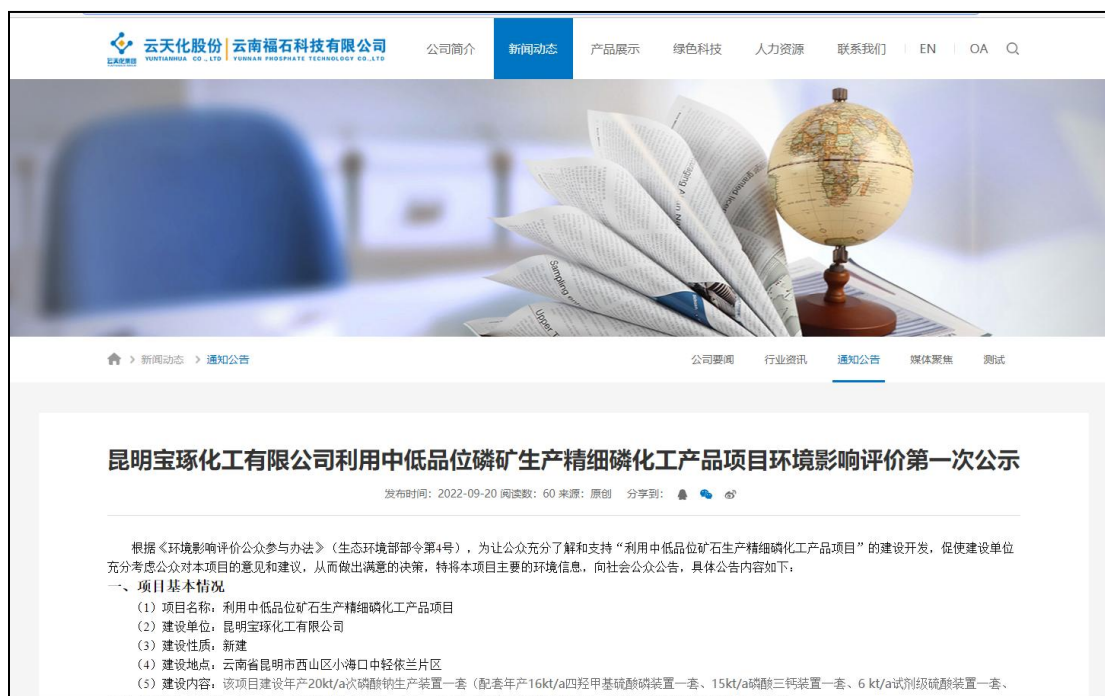 云天化股份 云南福石科技有限公司
云天化集团 YUNTIANHUA CO.,LTD YUNNAN PHOSPHATE TECHNOLOGY CO.,LTD
公司简介 新闻动态 产品展示 绿色科技 人力资源 联系我们 EN OA
Sampling
Upper T
新闻动态 > 通知公告
公司要闻 行业资讯 通知公告 媒体聚焦 测试
昆明宝琢化工有限公司利用中低品位磷矿生产精细磷化工产品项目环境影响评价第一次公示
发布时间：2022-09-20 阅读数：60 来源：原创 分享到：
根据《环境影响评价公众参与办法》（生态环境部部令第4号），为让公众充分了解和支持“利用中低品位矿石生产精细磷化工产品项目”的建设开发，促使建设单位
充分考虑公众对本项目的意见和建议，从而做出满意的决策，特将本项目主要的环境信息，向社会公众公告，具体公告内容如下：
一、项目基本情况
（1）项目名称：利用中低品位矿石生产精细磷化工产品项目
（2）建设单位：昆明宝琢化工有限公司
（3）建设性质：新建
（4）建设地点：云南省昆明市西山区小海口中轻依兰片区
（5）建设内容：该项目建设年产20kt/a次磷酸钠生产装置一套（配套年产16kt/a四羟甲基硫酸磷装置一套、15kt/a磷酸三钙装置一套、6 kt/a试剂级硫酸装置一套、